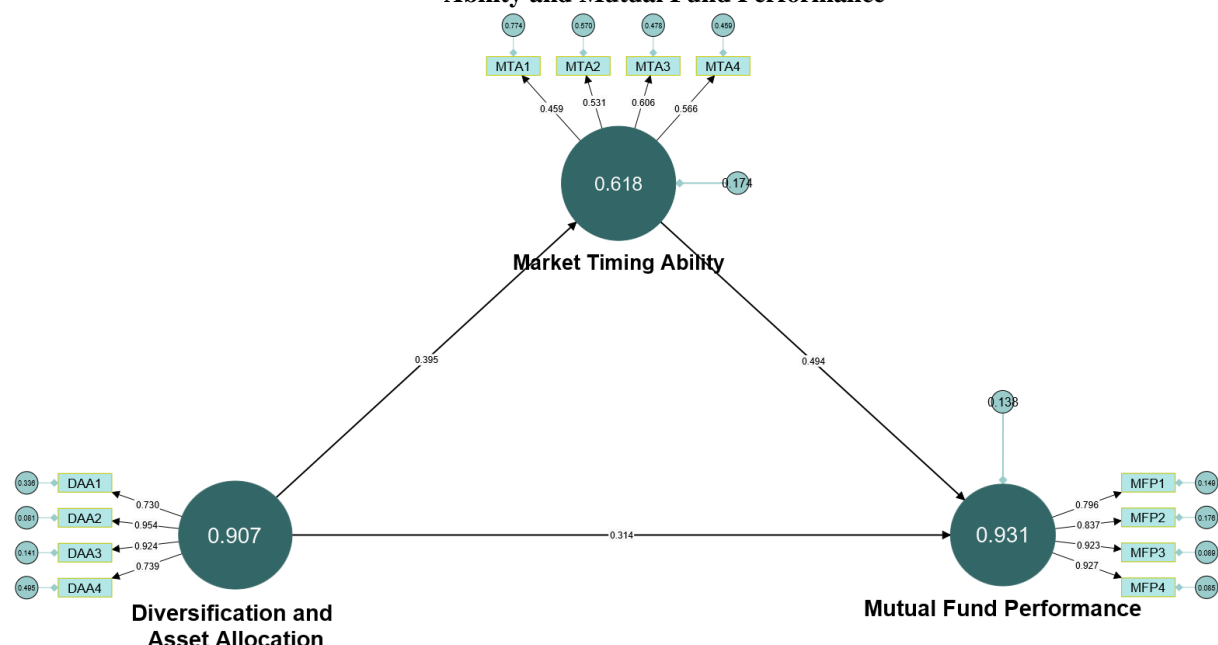 Ability and Mutual Fund Performance
0.774 0.570 0.478 0.459
MTA1 MTA2 MTA3 MTA4
0.459 0.531 0.606 0.566
0.618
0.174
Market Timing Ability
0.395
0.494
0.138
0.336 DAA1
0.730
0.081 DAA2
0.954
0.141 DAA3
0.924
0.495 DAA4
0.739
0.907
Diversification and
Asset Allocation
0.314
0.931
Mutual Fund Performance
0.796
MFP1 0.149
0.837
MFP2 0.176
0.923
MFP3 0.089
0.927
MFP4 0.085